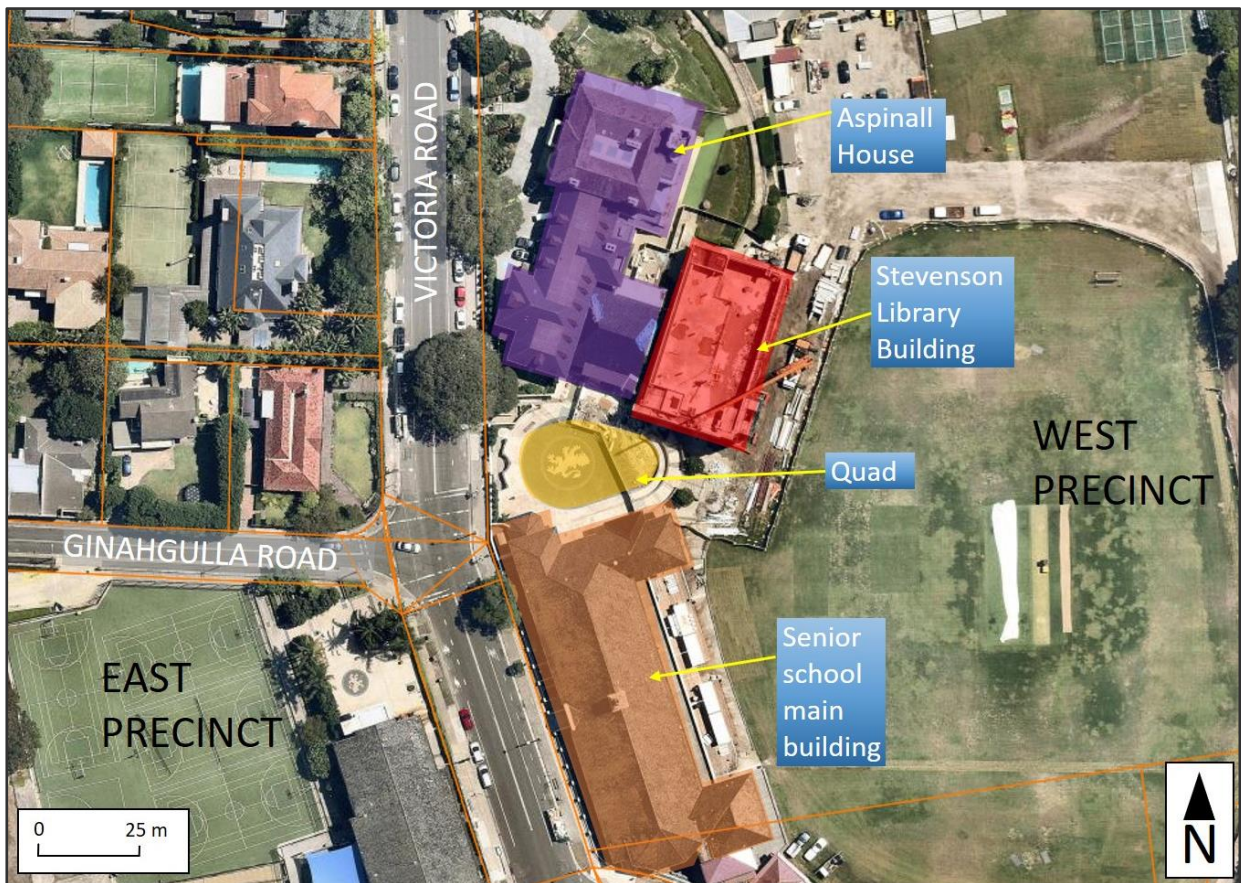 Aspinall
House
VICTORIA ROAD
Stevenson
Library
Building
WEST
PRECINCT
Quad
GINAHGULLA ROAD
Senior
school
main
building
EAST
PRECINCT
0 25 m
N